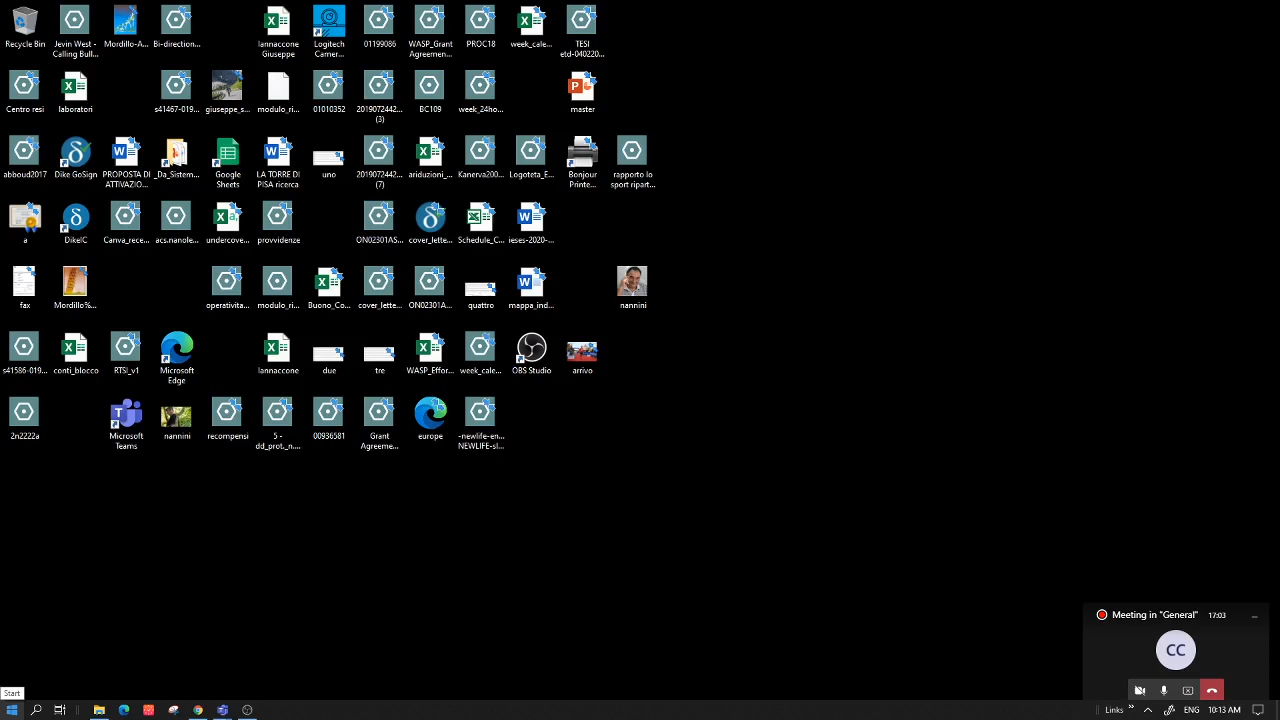 Recycle Bin
Jevin West -
Calling Bull...
Mordillo-A...
Bi-direction...
Iannaccone
Giuseppe
Logitech
Camer...
01199086
WASP_Grant
Agreemen...
PROC18
week_cale...
TESI
etd-040220...
Centro resi
laboratori
s41467-019...
giuseppe_s...
modulo_ri...
01010352
2019072442...
(3)
BC109
week_24ho...
master
abboud2017
Dike GoSign
PROPOSTA DI
ATTIVAZIO...
_Da_Sistem...
Google
Sheets
LA TORRE DI
PISA ricerca
uno
2019072442...
(7)
ariduzioni_...
Kanerva200...
Logoteta_E...
Bonjour
Printe...
rapporto lo
sport ripart...
a
DikeIC
Canva_rece...
acs.nanole...
undercove...
provvidenze
ON02301AS...
cover_lette...
Schedule_C...
ieses-2020-...
fax
Mordillo%...
operativita...
modulo_ri...
Buono_Co...
cover_lette...
ON02301A...
quattro
mappa_ind...
nannini
s41586-019...
conti_blocco
RTSI_v1
Microsoft
Edge
Iannaccone
due
tre
WASP_Effor...
week_cale...
OBS Studio
arrivo
2n2222a
Microsoft
Teams
nannini
recompensi
5 -
dd_prot._n....
00936581
Grant
Agreeme...
europe
-newlife-en...
NEWLIFE-sl...
Meeting in "General" 17:03
CC
Start
Links
ENG
10:13 AM